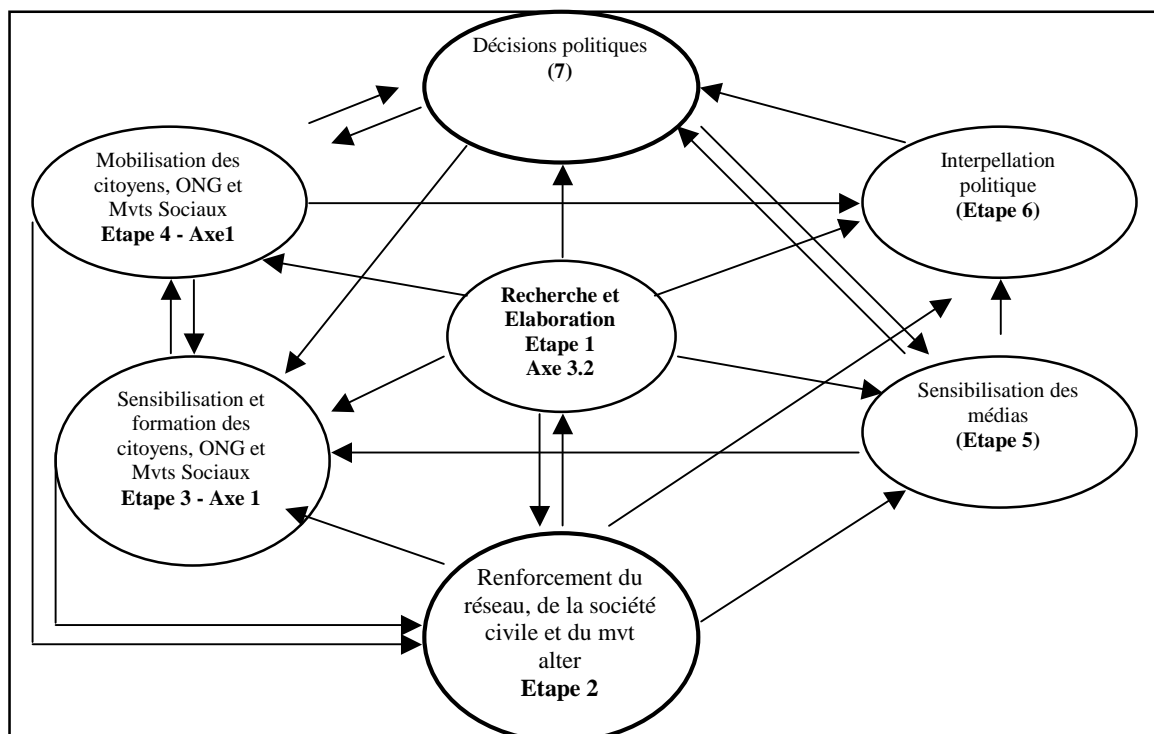 Décisions politiques
(7)
Mobilisation des
citoyens, ONG et
Mvts Sociaux
Etape 4 - Axe1
Interpellation
politique
(Etape 6)
Recherche et
Elaboration
Etape 1
Axe 3.2
Sensibilisation et
formation des
citoyens, ONG et
Mvts Sociaux
Etape 3 - Axe 1
Sensibilisation des
médias
(Etape 5)
Renforcement du
réseau, de la société
civile et du mvt
alter
Etape 2